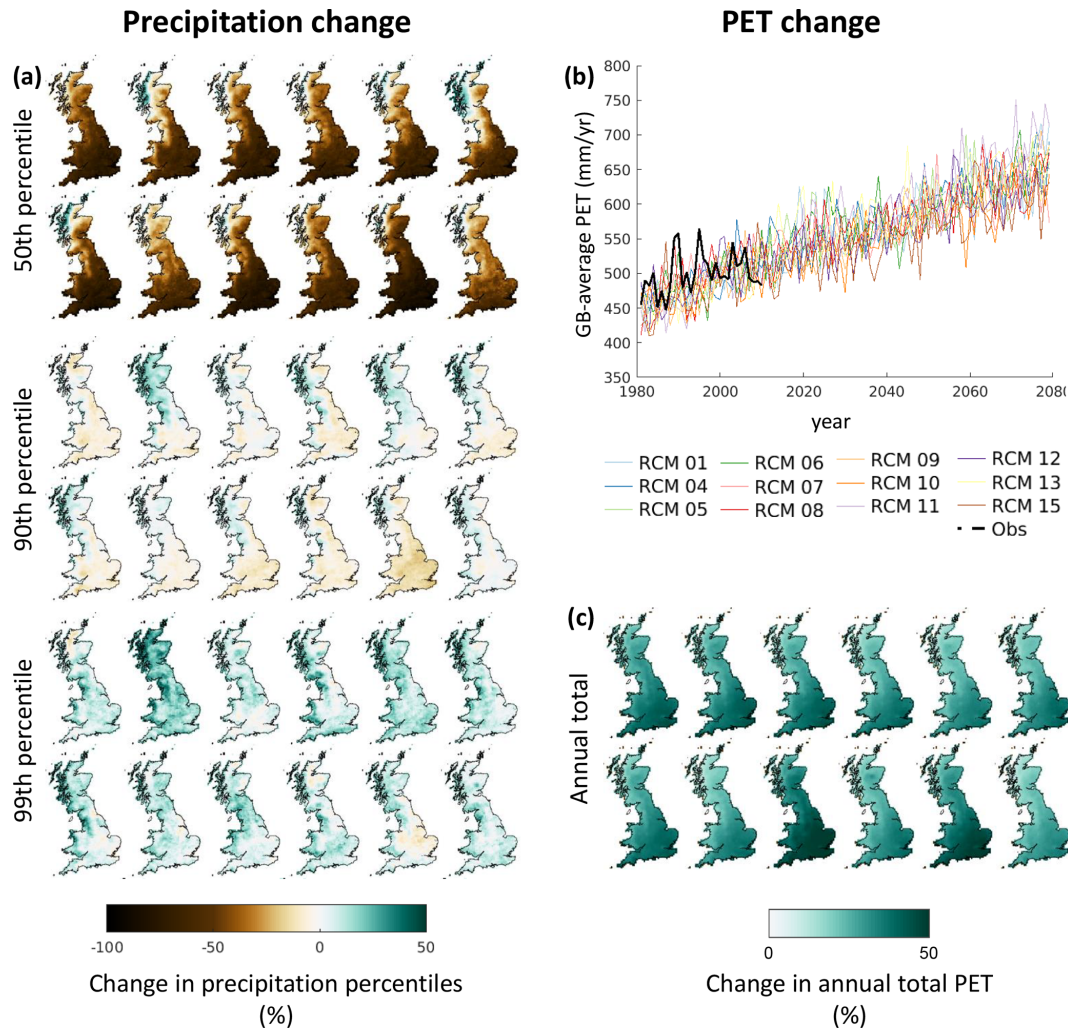 Precipitation change
PET change
(a)
50th percentile
90th percentile
99th percentile
-100 -50 0 50
Change in precipitation percentiles
(%)
(b)
GB-average PET (mm/yr)
800
750
700
650
600
550
500
450
400
350
1980 2000 2020 2040 2060 2080
year
RCM 01 RCM 06 RCM 09 RCM 12
RCM 04 RCM 07 RCM 10 RCM 13
RCM 05 RCM 08 RCM 11 RCM 15
Obs
(c)
Annual total
0 50
Change in annual total PET
(%)